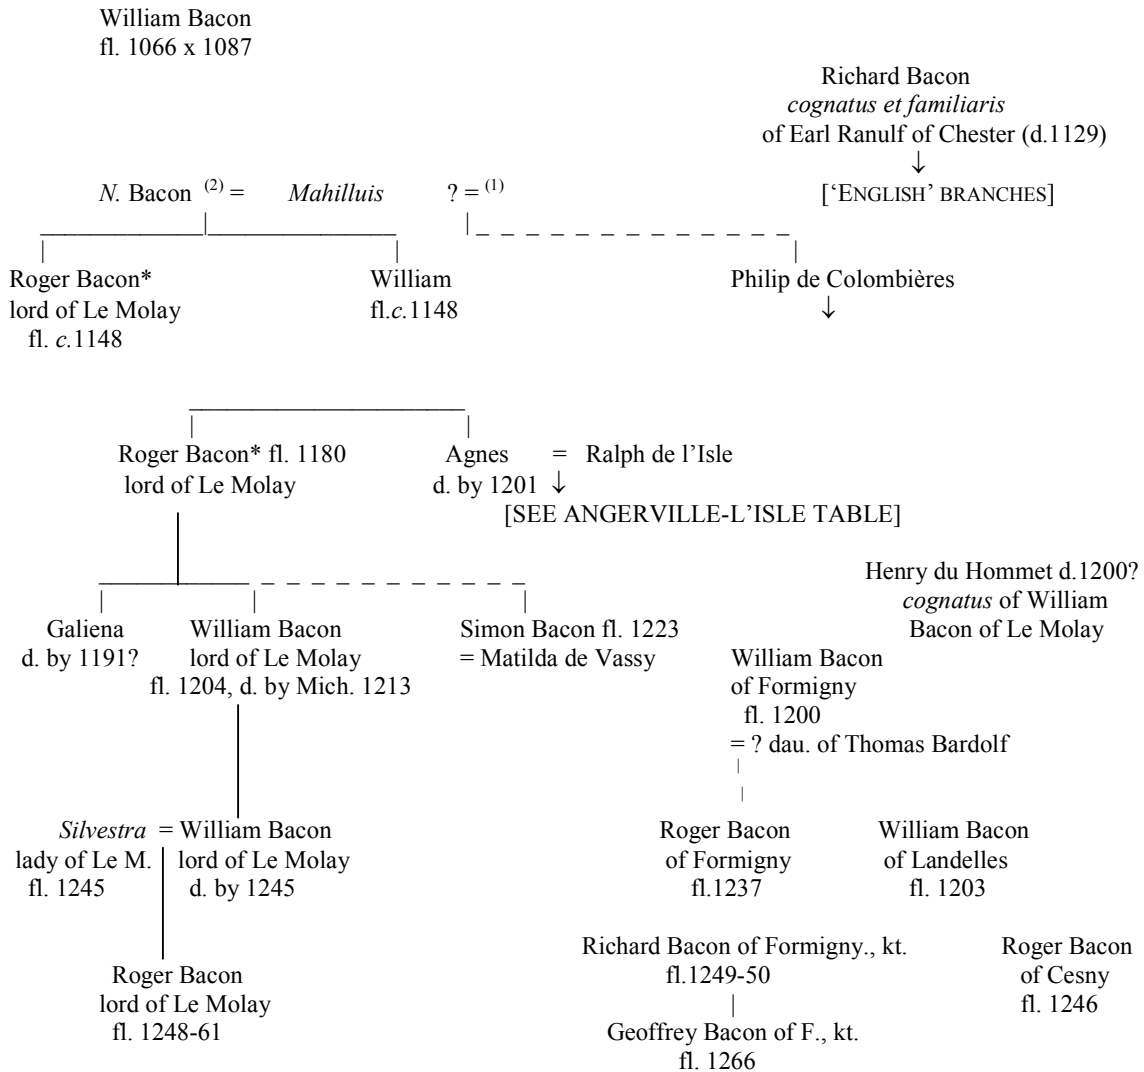 William Bacon
fl. 1066 x 1087
Richard Bacon
cognatus et familiaris
of Earl Ranulf of Chester (d.1129)
↓
N. Bacon (2) = Mahilluis ? = (1)
[‘ENGLISH’ BRANCHES]
Roger Bacon* William Philip de Colombières
lord of Le Molay fl.c.1148 ↓
fl. c.1148
Roger Bacon* fl. 1180 Agnes = Ralph de l’Isle
lord of Le Molay d. by 1201 ↓
[SEE ANGERVILLE-L’ISLE TABLE]
Henry du Hommet d.1200?
cognatus of William
Bacon of Le Molay
Galiena William Bacon Simon Bacon fl. 1223
d. by 1191? lord of Le Molay = Matilda de Vassy
fl. 1204, d. by Mich. 1213
William Bacon
of Formigny
fl. 1200
= ? dau. of Thomas Bardolf
Silvestra = William Bacon Roger Bacon William Bacon
lady of Le M. lord of Le Molay of Formigny of Landelles
fl. 1245 d. by 1245 fl.1237 fl. 1203
Richard Bacon of Formigny., kt. Roger Bacon
fl.1249-50 of Cesny
fl. 1246
Roger Bacon
lord of Le Molay
fl. 1248-61
Geoffrey Bacon of F., kt.
fl. 1266